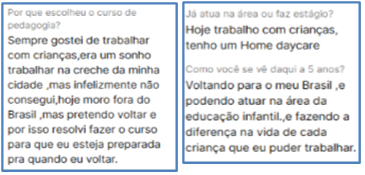 Por que escolheu o curso de
pedagogia?
Sempre gostei de trabalhar
com crianças,era um sonho
trabalhar na creche da minha
cidade ,mas infelizmente não
consegui,hoje moro fora do
Brasil ,mas pretendo voltar e
por isso resolvi fazer o curso
para que eu esteja preparada
pra quando eu voltar.
Já atua na área ou faz estágio?
Hoje trabalho com crianças,
tenho um Home daycare
Como você se vê daqui a 5 anos?
Voltando para o meu Brasil ,e
podendo atuar na área da
educação infantil.,e fazendo a
diferença na vida de cada
criança que eu puder trabalhar.